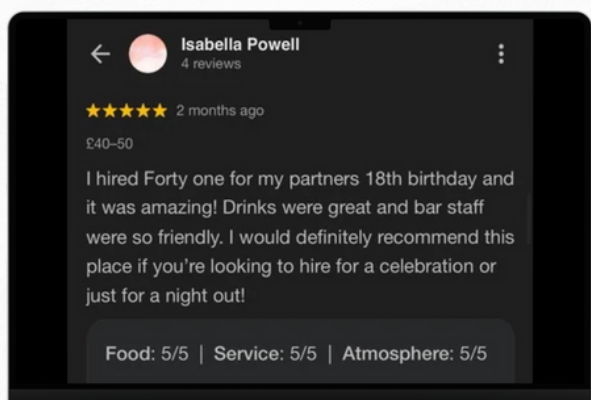 Isabella Powell
4 reviews
★★★★★ 2 months ago
£40–50
I hired Forty one for my partners 18th birthday and
it was amazing! Drinks were great and bar staff
were so friendly. I would definitely recommend this
place if you’re looking to hire for a celebration or
just for a night out!
Food: 5/5 | Service: 5/5 | Atmosphere: 5/5